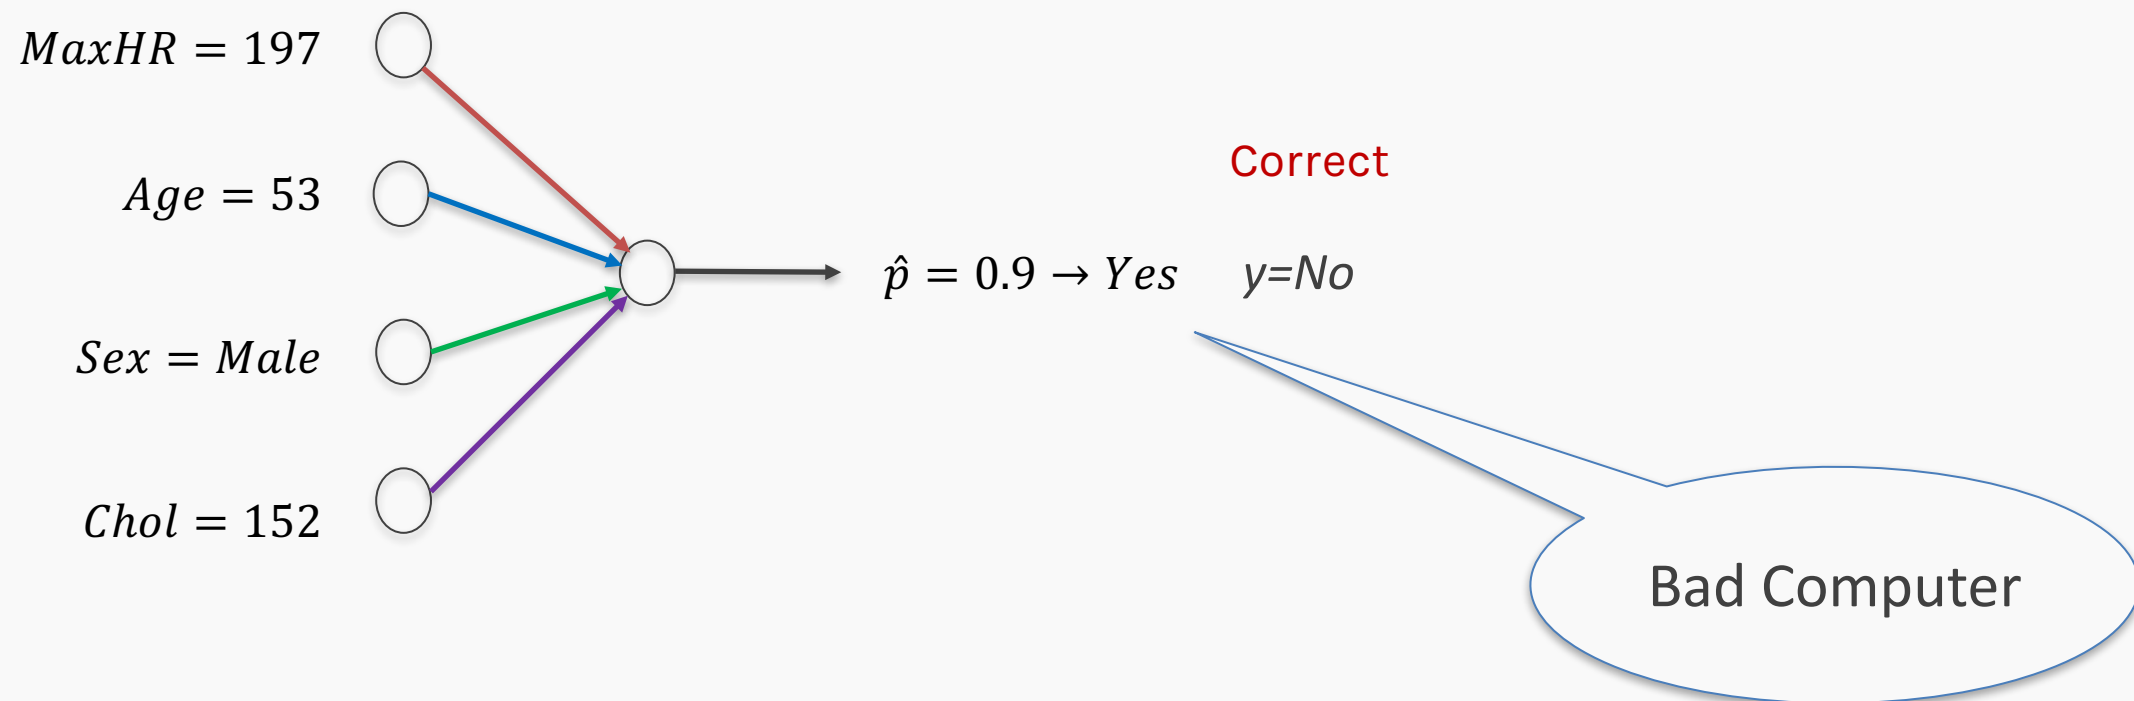 MaxHR = 197
Age = 53
Sex = Male
Chol = 152
Correct
p̂ = 0.9 → Yes
y=No
Bad Computer